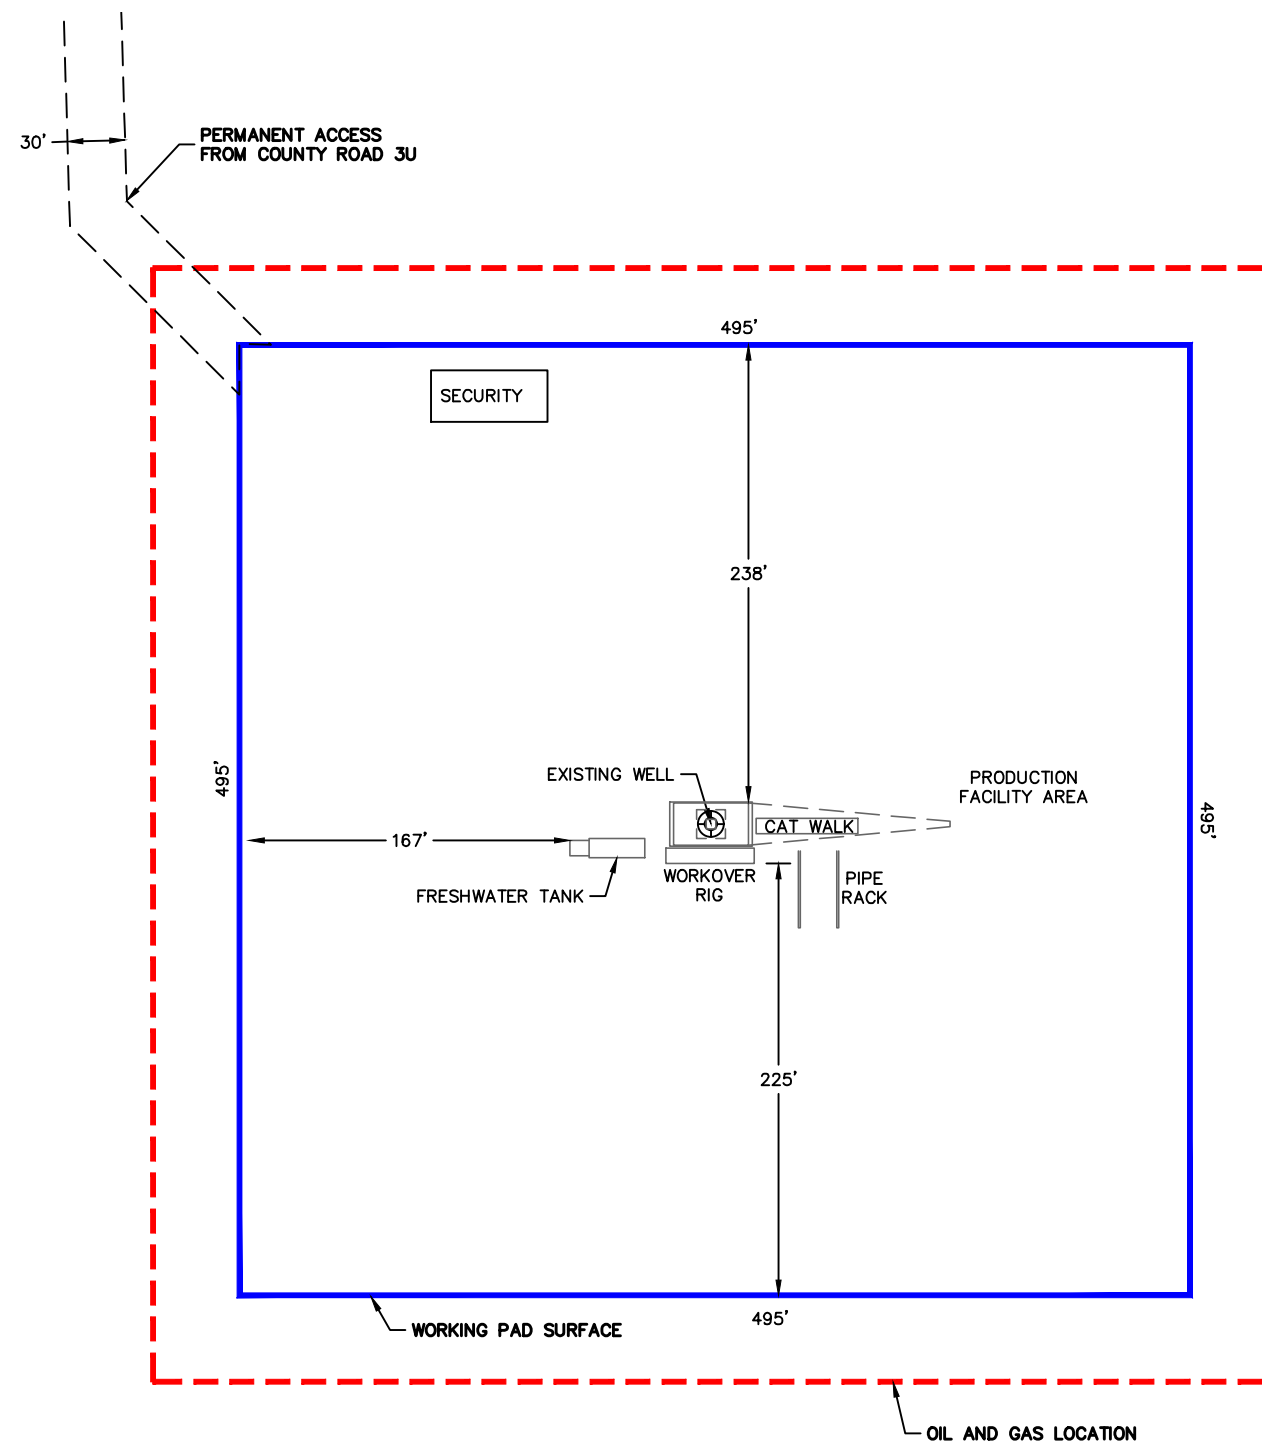 30'
PERMANENT ACCESS
FROM COUNTY ROAD 3U
495'
SECURITY
238'
495'
EXISTING WELL
PRODUCTION
FACILITY AREA
495'
CAT WALK
167'
FRESHWATER TANK
WORKOVER
RIG
PIPE
RACK
225'
495'
WORKING PAD SURFACE
OIL AND GAS LOCATION